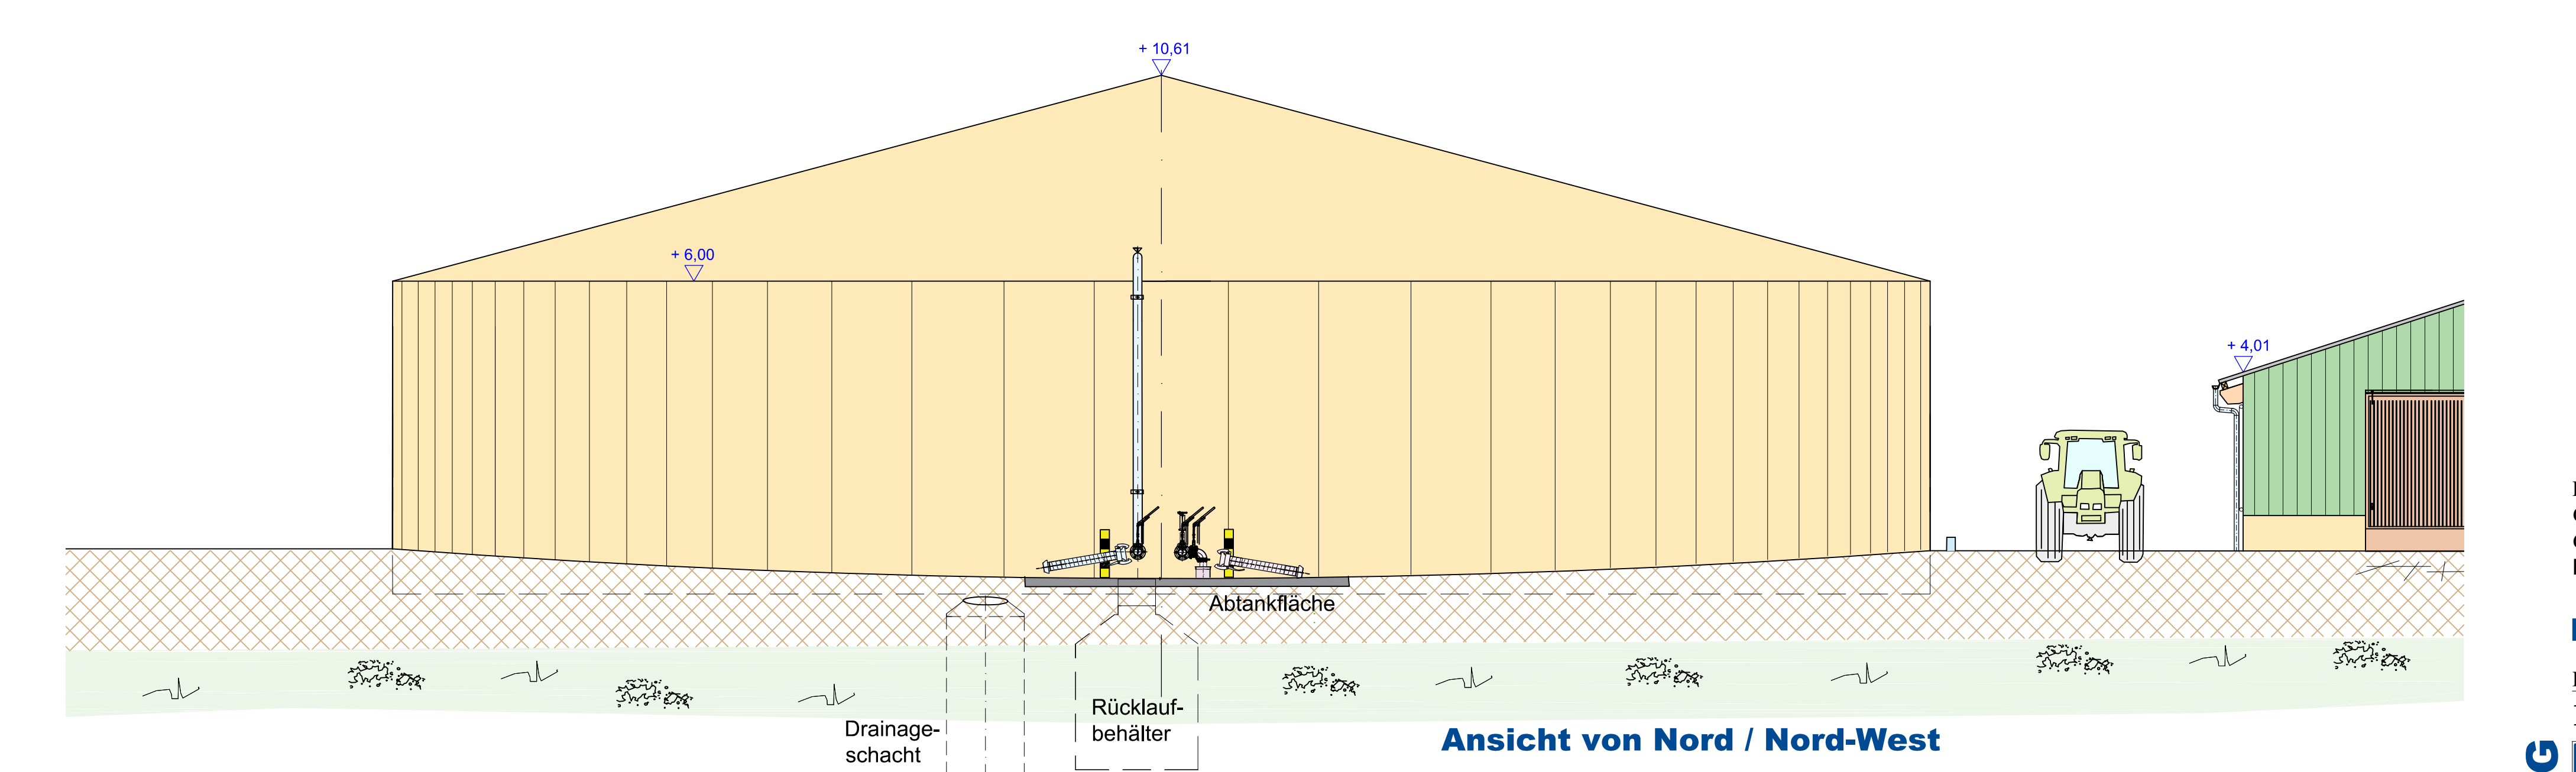 + 10,61
+ 6,00
+ 4,01
Abtankfläche
Rücklauf-
behälter
Drainage-
schacht
Ansicht von Nord / Nord-West
G